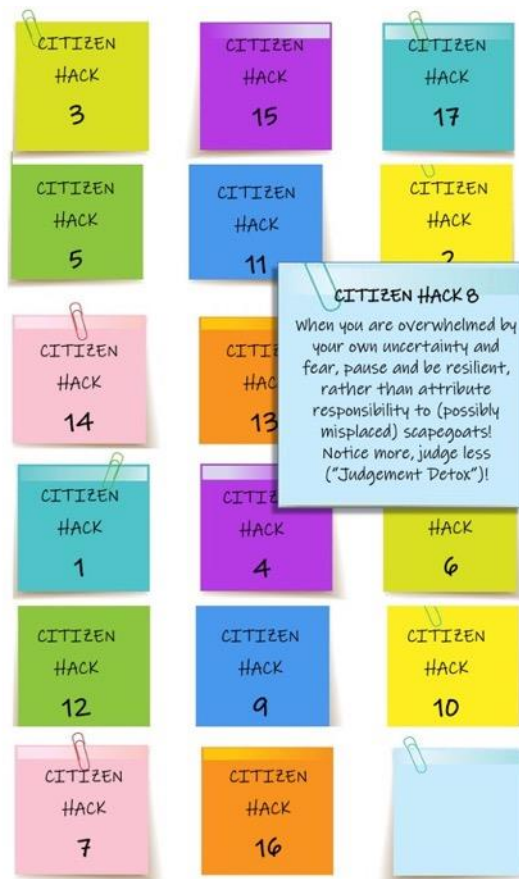 CITIZEN
HACK
3
CITIZEN
HACK
15
CITIZEN
HACK
17
CITIZEN
HACK
5
CITIZEN
HACK
11
CITIZEN
HACK
2
CITIZEN HACK 8
When you are overwhelmed by
your own uncertainty and
fear, pause and be resilient,
rather than attribute
responsibility to (possibly
misplaced) scapegoats!
Notice more, judge less
("Judgement Detox")!
CITIZEN
HACK
14
13
CITIZEN
HACK
1
HACK
4
HACK
6
CITIZEN
HACK
12
CITIZEN
HACK
9
CITIZEN
HACK
10
CITIZEN
HACK
7
CITIZEN
HACK
16